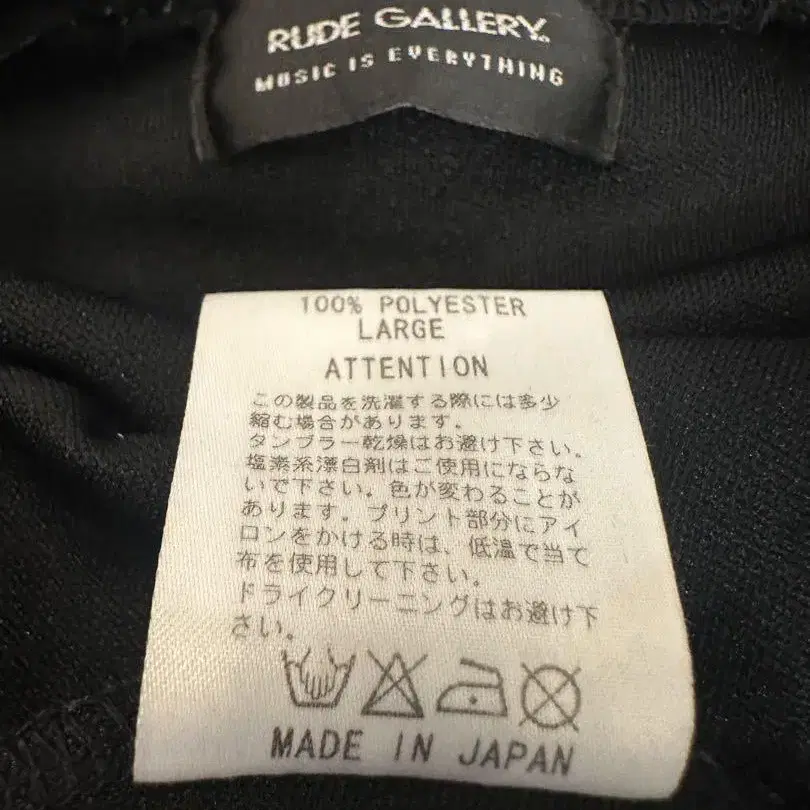 RUDE GALLERY
MUSIC IS EVERYTHING
100% POLYESTER
LARGE
ATTENTION
この製品を洗濯する際には多少
縮む場合があります。
タンブラー乾燥はお避け下さい。
塩素系漂白剤はご使用にならな
いで下さい。色が変わることが
あります。プリント部分にアイ
ロンをかける時は、低温で当て
布を使用して下さい。
ドライクリーニングはお避け下
さい。
MADE IN JAPAN